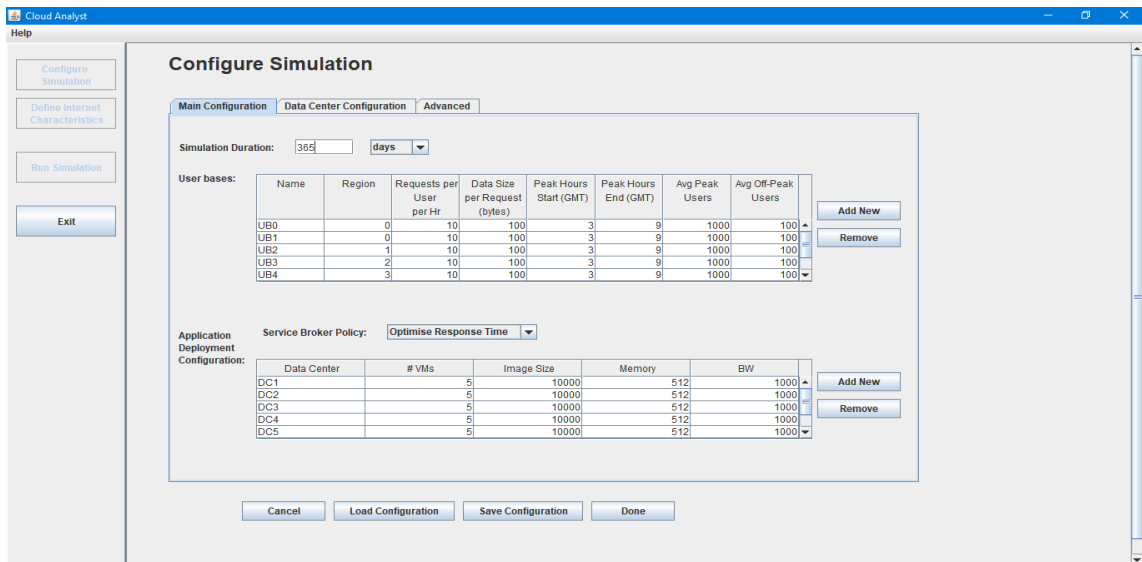 Cloud Analyst
Help
Configure Simulation
Configure
Simulation
Define Internet
Characteristics
Run Simulation
Exit
Main Configuration Data Center Configuration Advanced
Simulation Duration: 365 days
User bases:
Name Region Requests per User per Hr Data Size per Request (bytes) Peak Hours Start (GMT) Peak Hours End (GMT) Avg Peak Users Avg Off-Peak Users
UB0 0 10 100 3 9 1000 100
UB1 0 10 100 3 9 1000 100
UB2 1 10 100 3 9 1000 100
UB3 2 10 100 3 9 1000 100
UB4 3 10 100 3 9 1000 100
Add New
Remove
Application
Deployment
Configuration:
Service Broker Policy: Optimise Response Time
Data Center # VMs Image Size Memory BW
DC1 5 10000 512 1000
DC2 5 10000 512 1000
DC3 5 10000 512 1000
DC4 5 10000 512 1000
DC5 5 10000 512 1000
Add New
Remove
Cancel Load Configuration Save Configuration Done